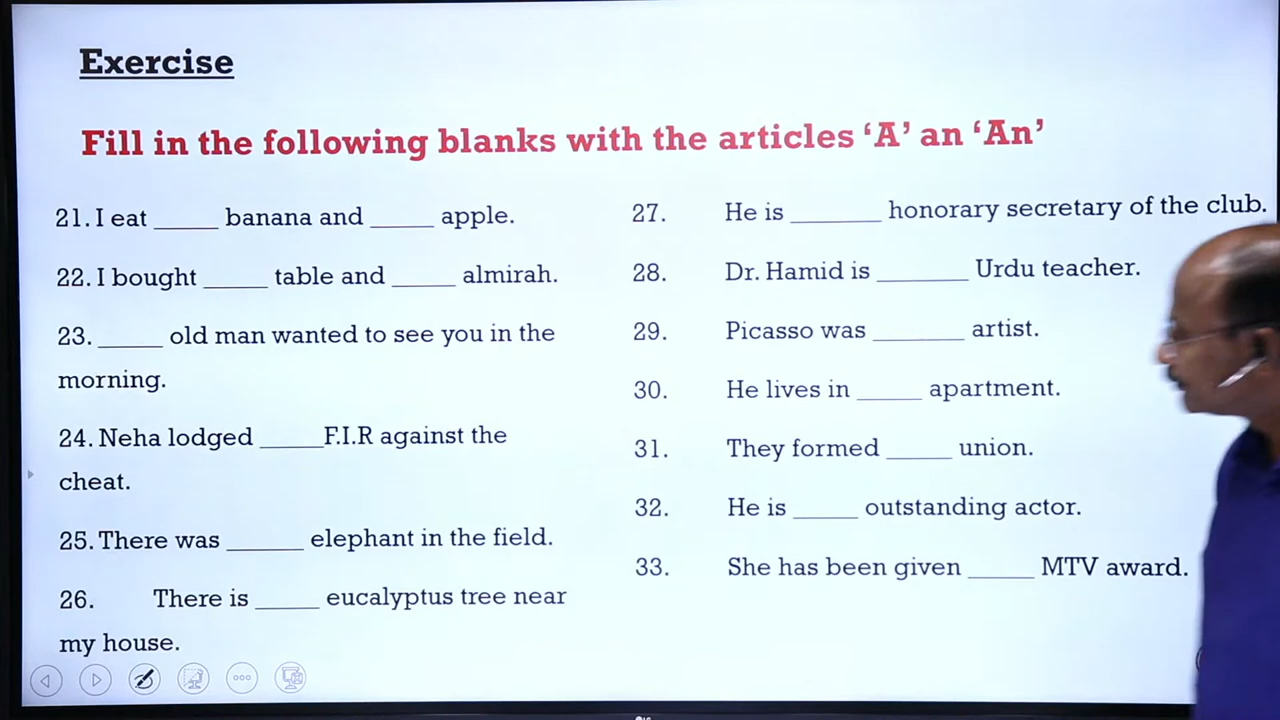 Exercise
Fill in the following blanks with the articles ‘A’ an ‘An’
21. I eat _____ banana and _____ apple.
22. I bought _____ table and _____ almirah.
23. _____ old man wanted to see you in the
morning.
24. Neha lodged _____F.I.R against the
cheat.
25. There was ______ elephant in the field.
26. There is _____ eucalyptus tree near
my house.
27. He is _______ honorary secretary of the club.
28. Dr. Hamid is _______ Urdu teacher.
29. Picasso was _______ artist.
30. He lives in _____ apartment.
31. They formed _____ union.
32. He is _____ outstanding actor.
33. She has been given _____ MTV award.